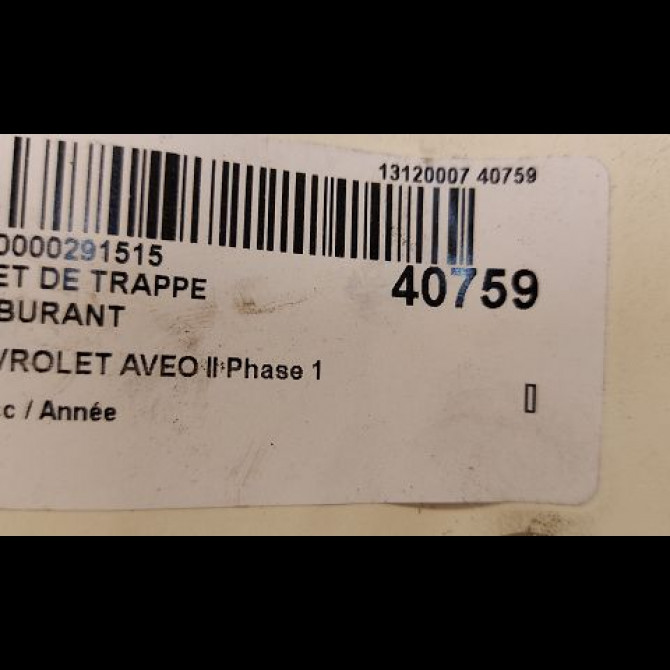 13120007 40759
0000291515
ET DE TRAPPE
40759
BURANT
VROLET AVEO II Phase 1
c / Année